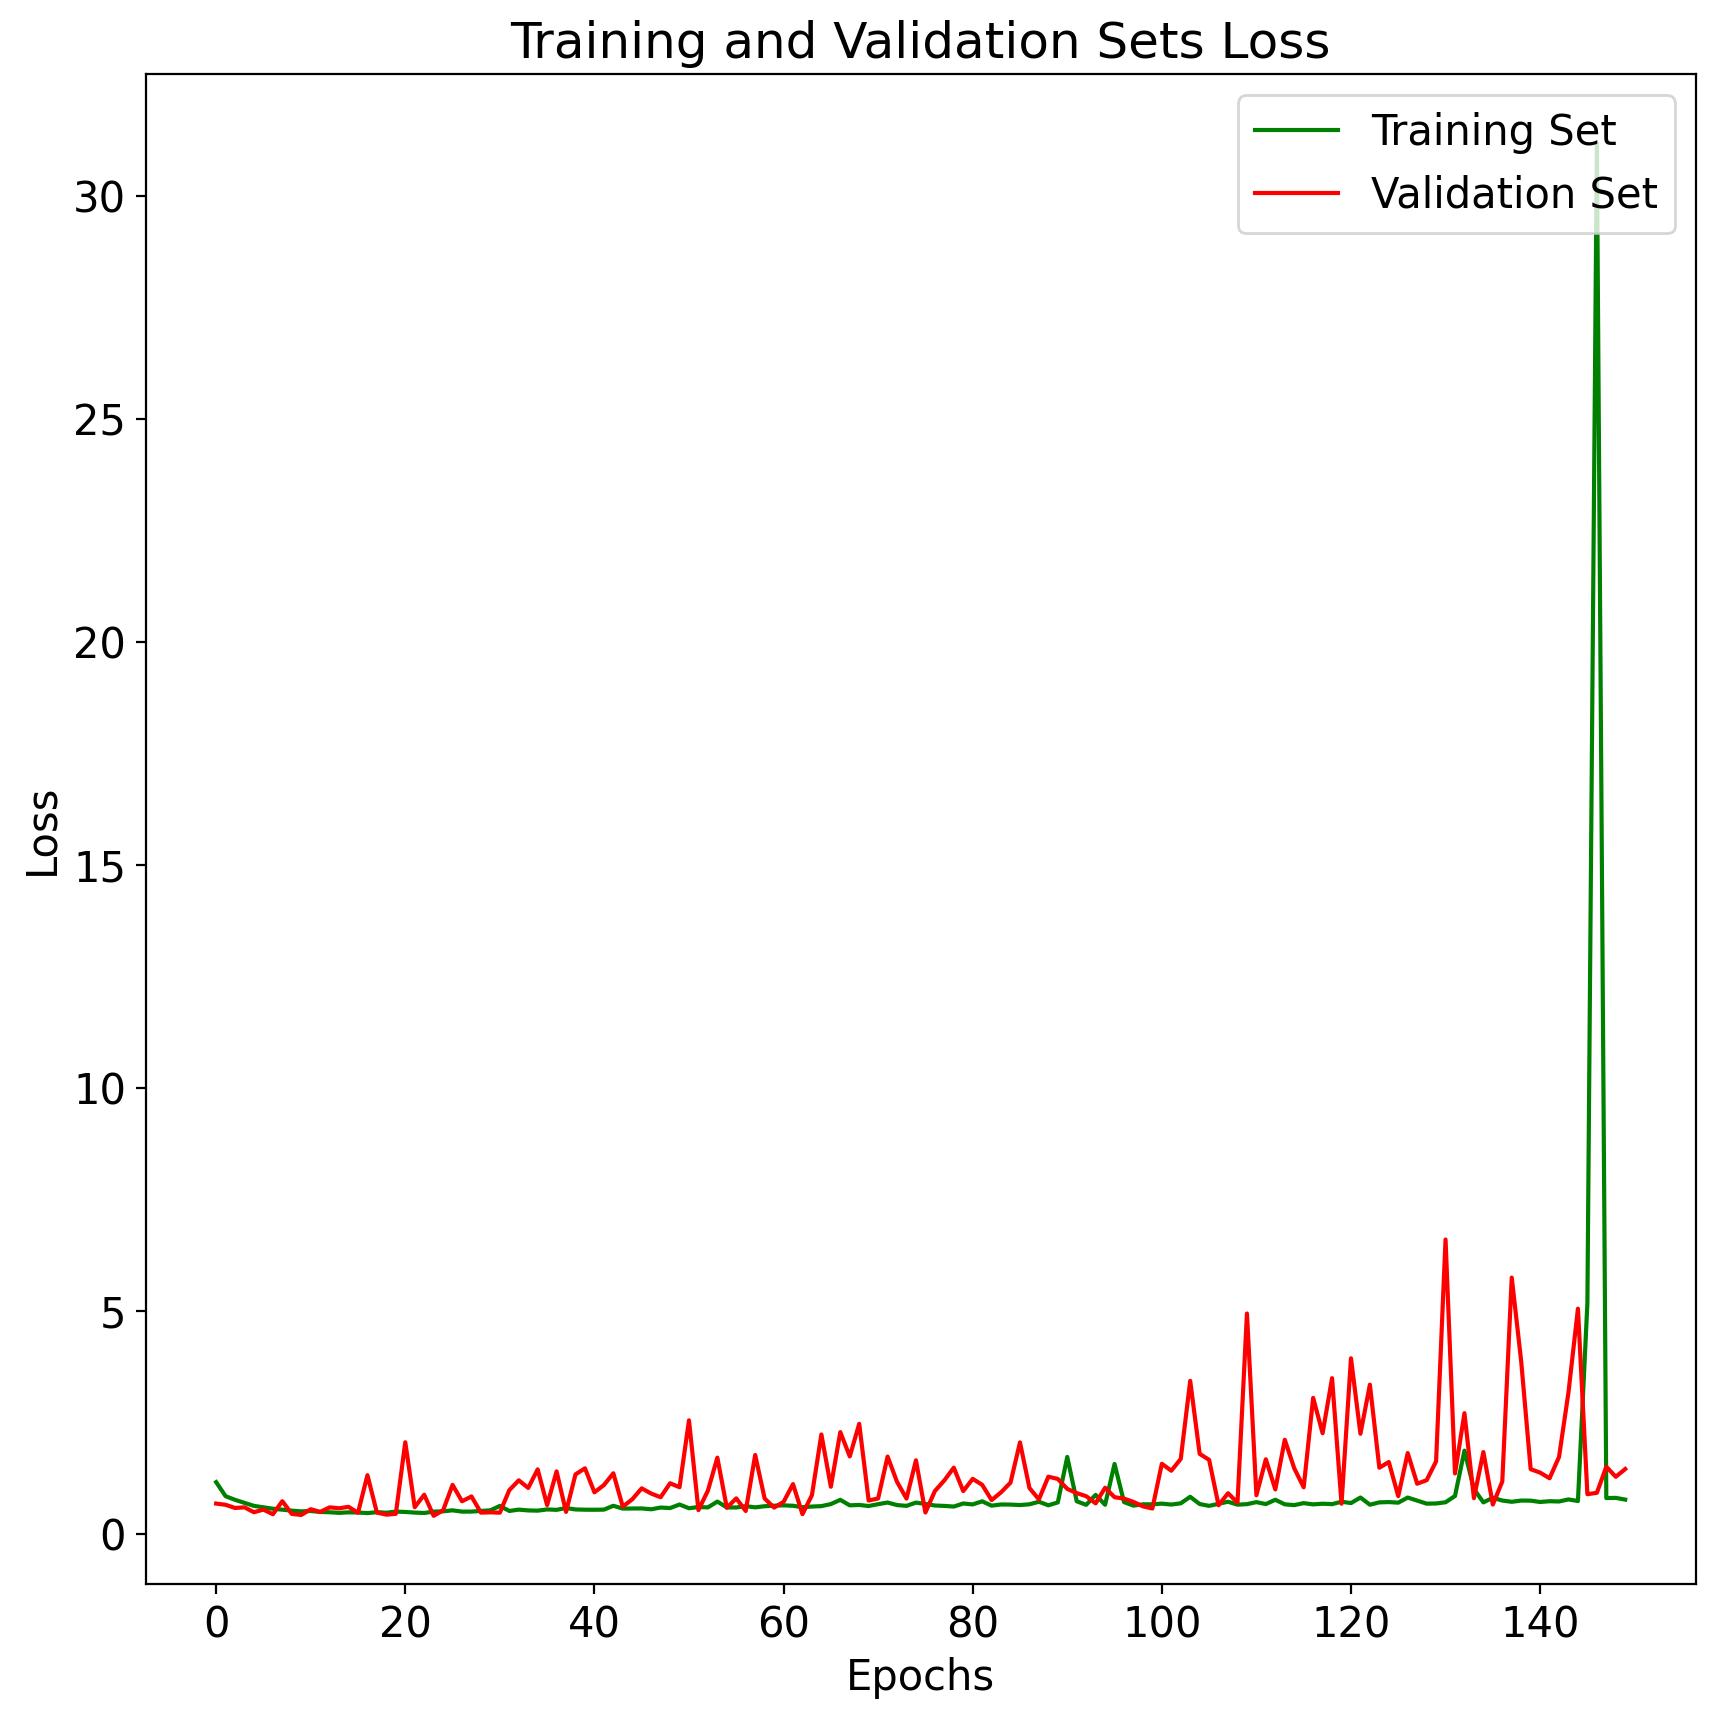 Training and Validation Sets Loss
Training Set
Validation Set
30
25
20
15
10
5
0
Loss
0 20 40 60 80 100 120 140
Epochs